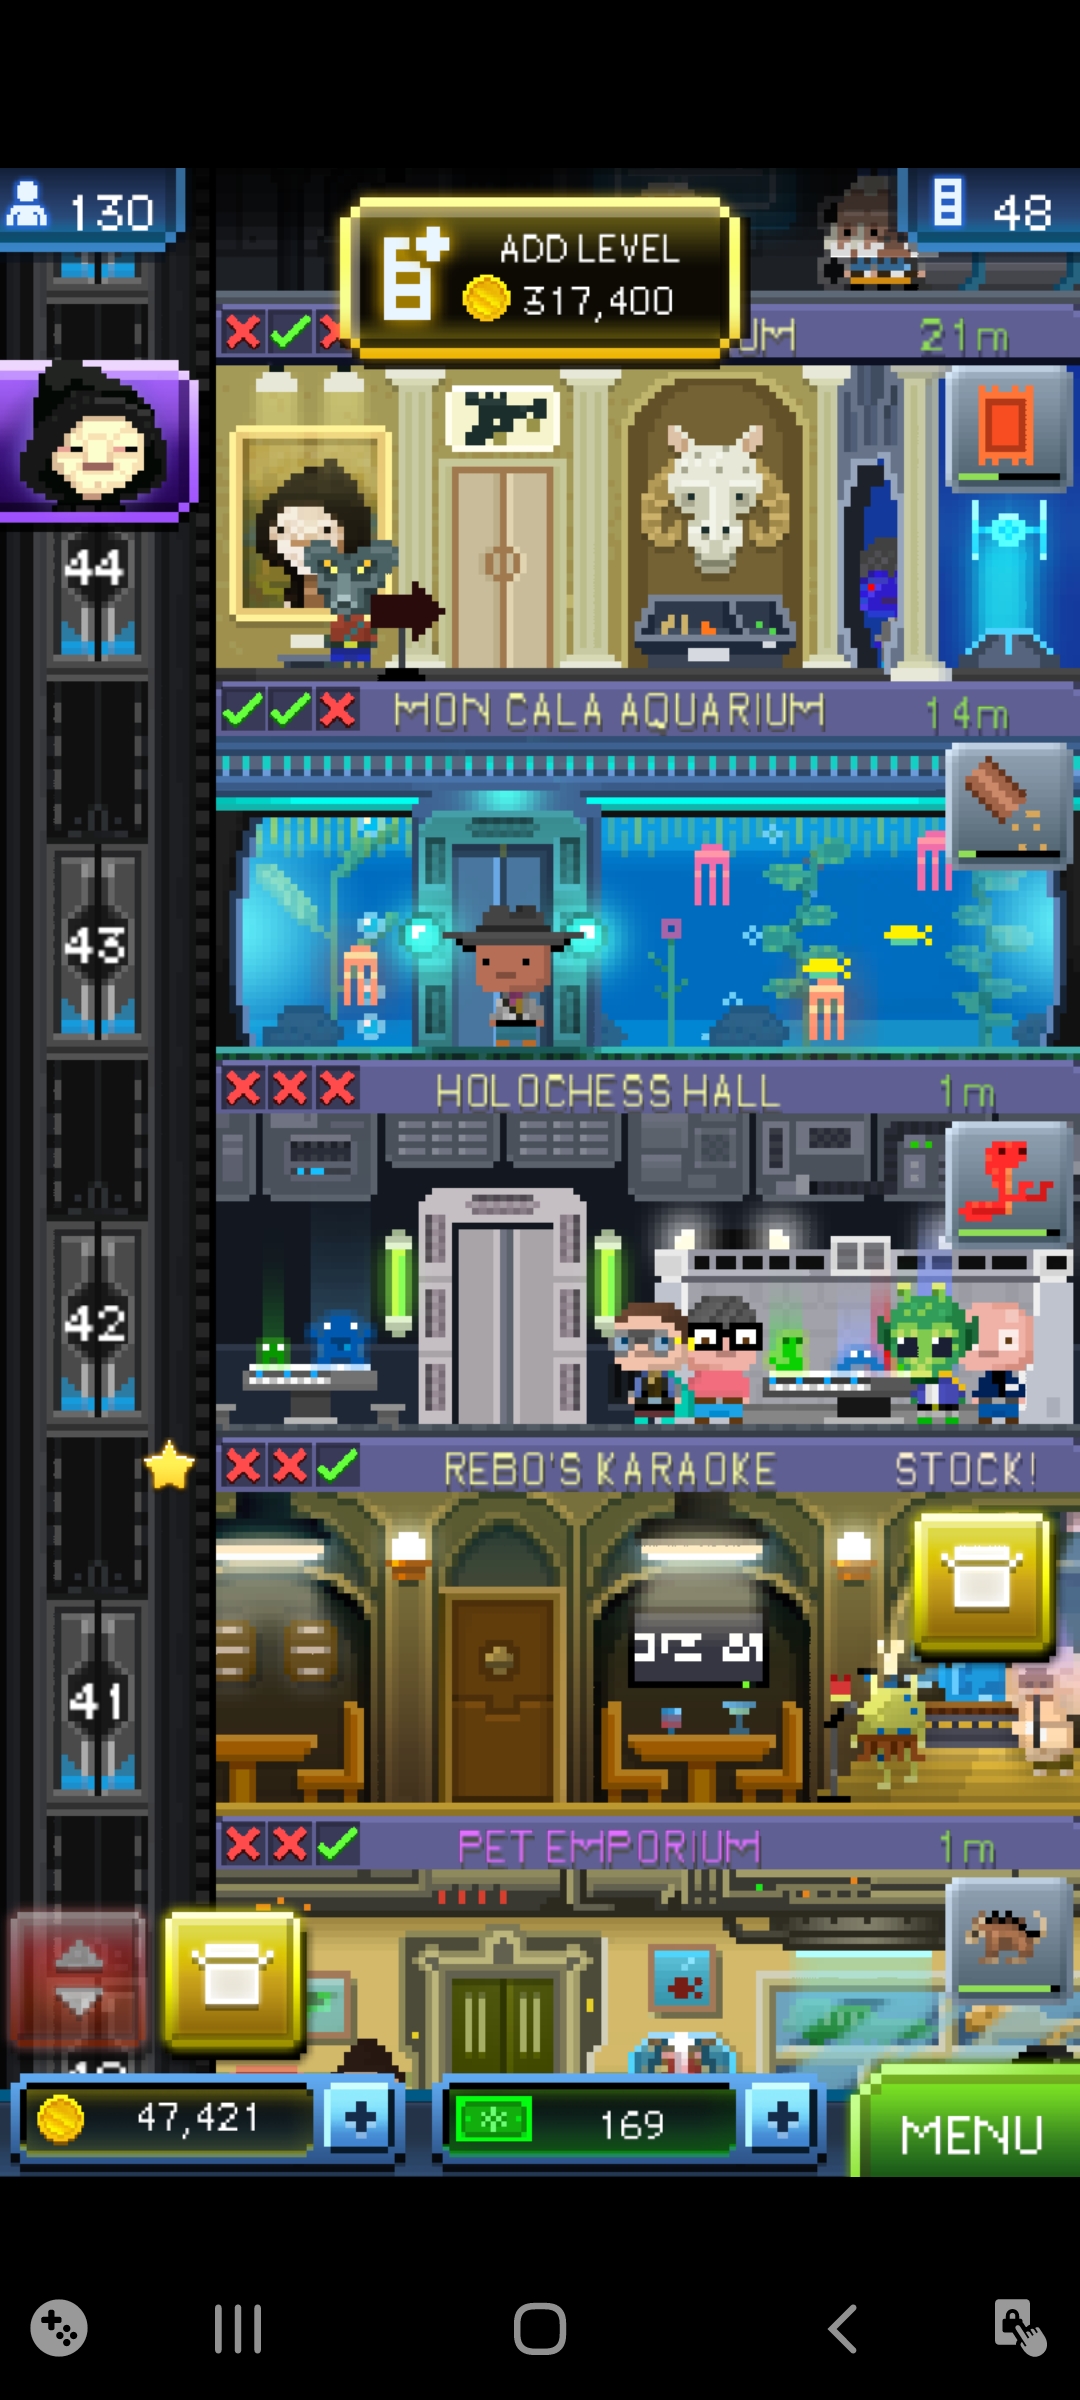 130
48
ADD LEVEL
317,400
UM 21m
44
MON CALA AQUARIUM 14m
43
HOLOCHESS HALL 1m
42
REBO'S KARAOKE STOCK!
41
PET EMPORIUM 1m
47,421
169
MENU